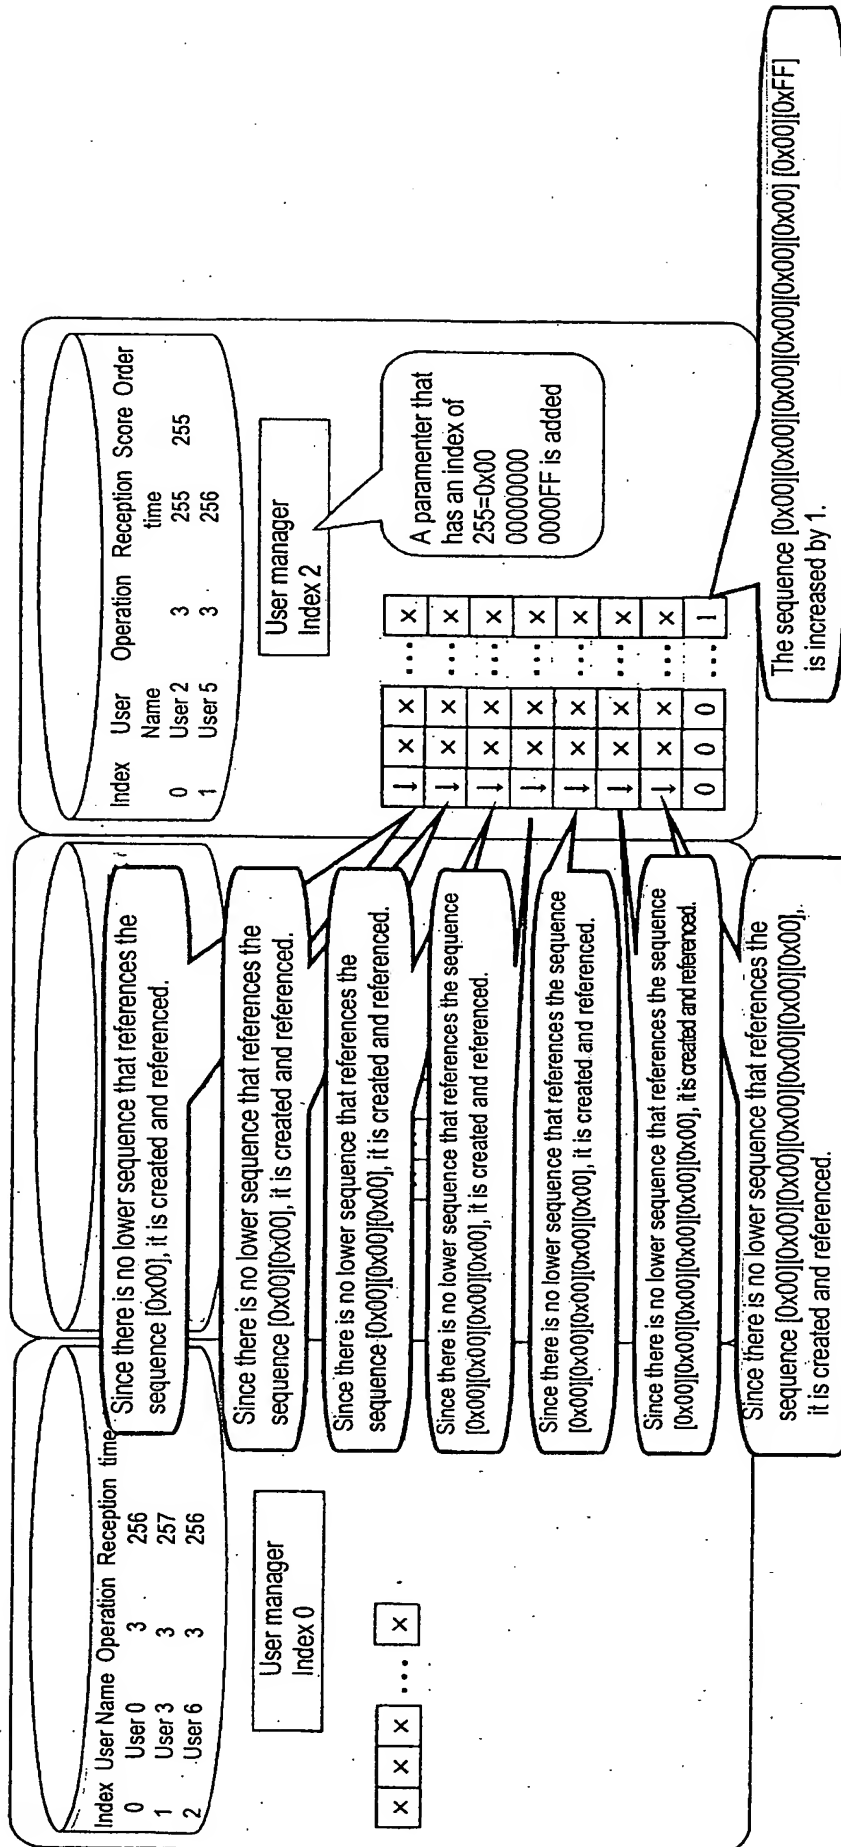 Index User Name Operation Reception time
0 User 0 3 256
1 User 3 3 257
2 User 6 3 256
User manager
Index 0
× × × ... ×
Since there is no lower sequence that references the
sequence [0x00], it is created and referenced.
Since there is no lower sequence that references the
sequence [0x00][0x00], it is created and referenced.
Since there is no lower sequence that references the
sequence [0x00][0x00][0x00], it is created and referenced.
Since there is no lower sequence that references the sequence
[0x00][0x00][0x00][0x00], it is created and referenced.
Since there is no lower sequence that references the sequence
[0x00][0x00][0x00][0x00][0x00], it is created and referenced.
Since there is no lower sequence that references the sequence
[0x00][0x00][0x00][0x00][0x00][0x00], it is created and referenced.
Since there is no lower sequence that references the
sequence [0x00][0x00][0x00][0x00][0x00][0x00][0x00],
it is created and referenced.
Index User Operation Reception Score Order
Name time
0 User 2 3 255 255
1 User 5 3 256
User manager
Index 2
A paramenter that
has an index of
255=0x00
00000000
0000FF is added
↓ × × ... ×
↓ × × ... ×
↓ × × ... ×
↓ × × ... ×
↓ × × ... ×
↓ × × ... ×
↓ × × ... ×
0 0 0 ... 1
The sequence [0x00][0x00][0x00][0x00][0x00][0x00] [0x00][0xFF]
is increased by 1.